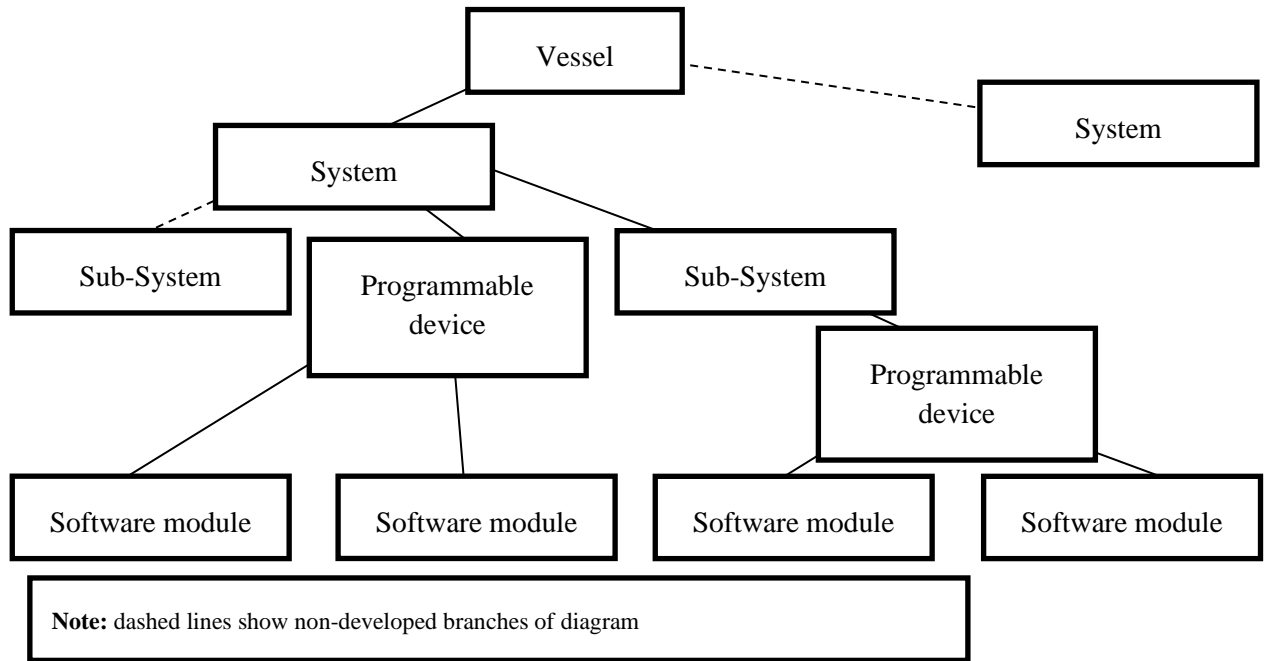 Vessel
System
System
Sub-System
Programmable
device
Sub-System
Programmable
device
Software module
Software module
Software module
Software module
Note: dashed lines show non-developed branches of diagram